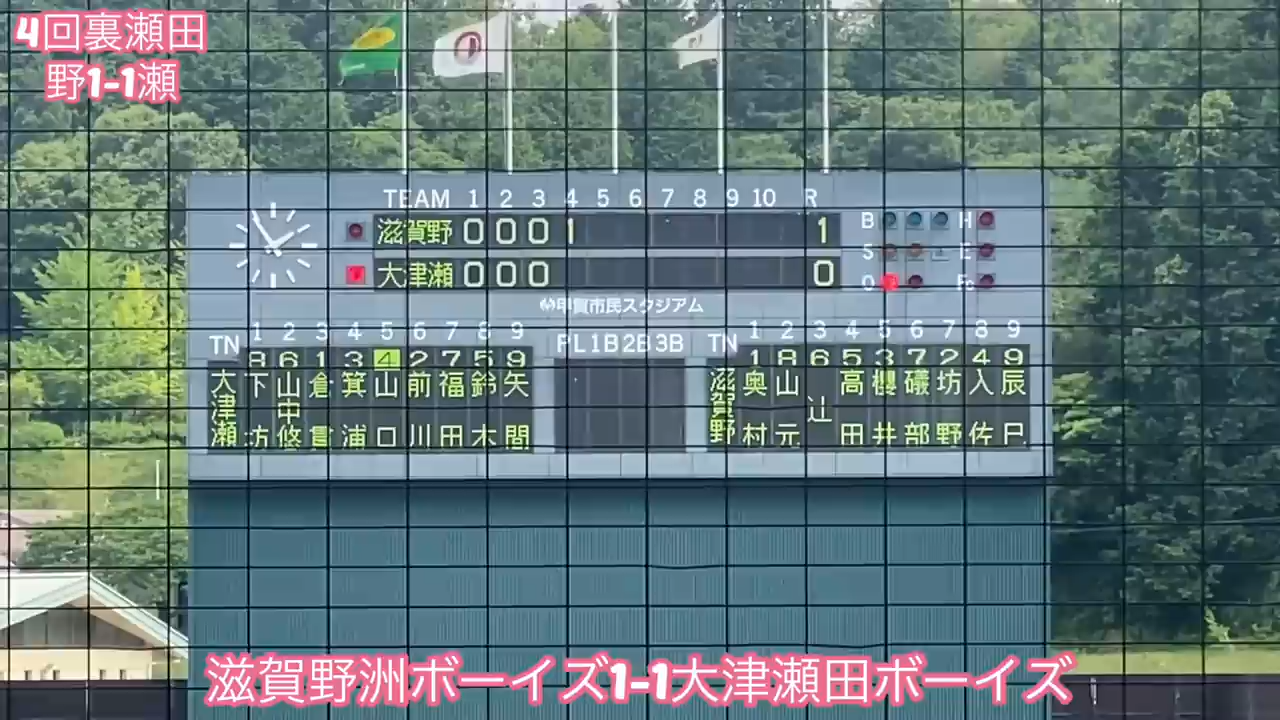 4回裏瀬田
野1-1瀬
TEAM 1 2 3 4 5 6 7 8 9 10 R
滋賀野 0 0 0 1 1
大津瀬 0 0 0 0
B H
S E
O Fc
甲賀市民スタジアム
TN 1 2 3 4 5 6 7 8 9
8 6 1 3 4 2 7 5 9
大津瀬 下坊 山中悠 倉貫 箕浦 山口 前川 福田 鈴木 矢間
PL 1B 2B 3B
TN 1 2 3 4 5 6 7 8 9
1 8 6 5 3 7 2 4 9
滋賀野 奥村 山元 辻 高田 櫻井 磯部 坊野 入佐 辰巳
滋賀野洲ボーイズ1-1大津瀬田ボーイズ